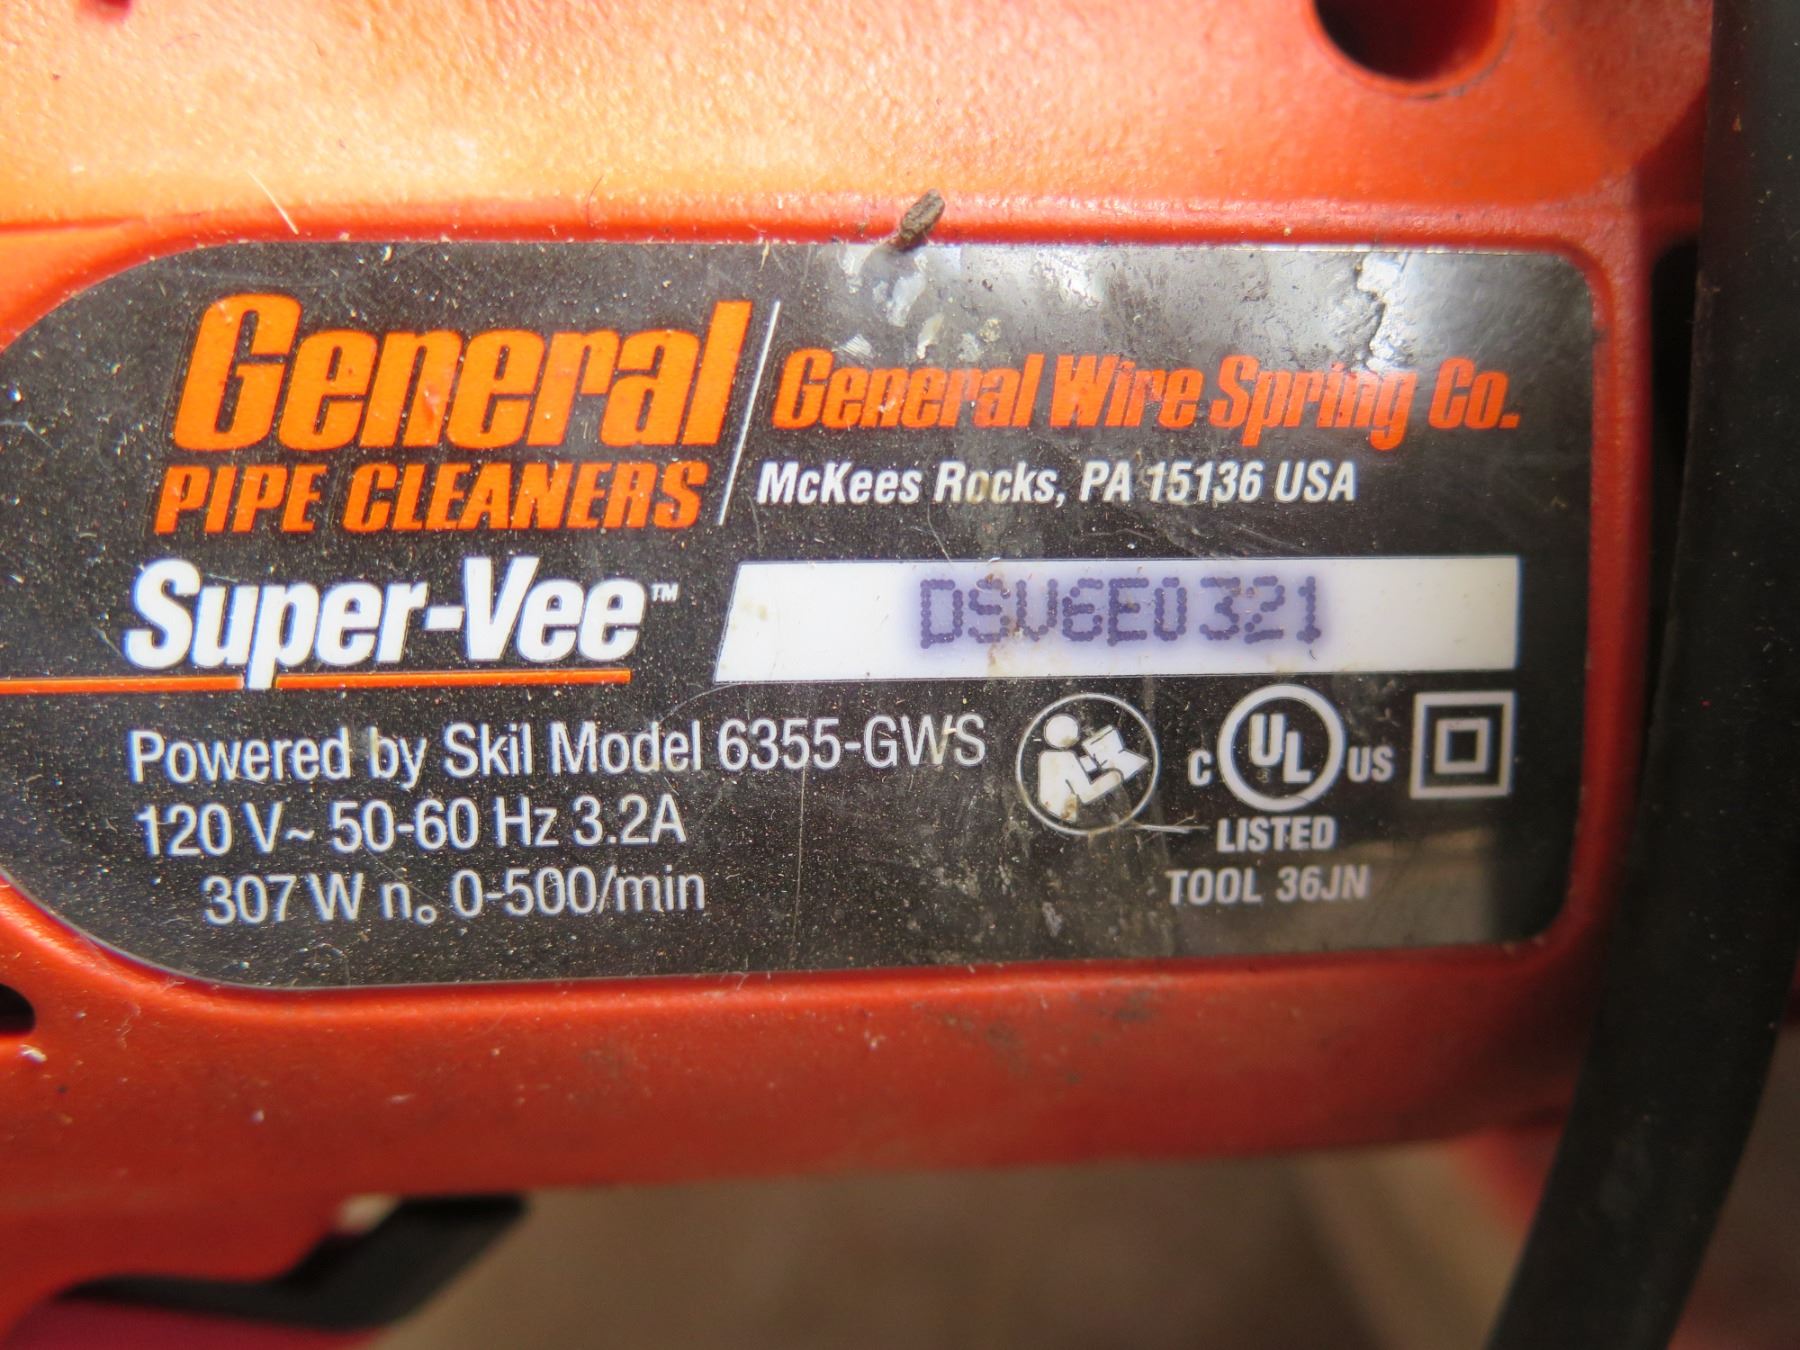 General
PIPE CLEANERS
General Wire Spring Co.
McKees Rocks, PA 15136 USA
Super-Vee™
DSV6E0321
Powered by Skil Model 6355-GWS
120 V~ 50-60 Hz 3.2A
307 W n₀ 0-500/min
C UL US
LISTED
TOOL 36JN